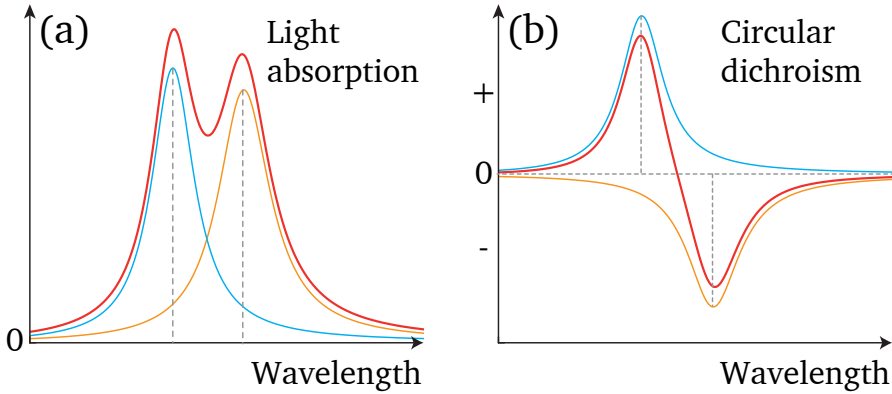 (a)
Light
absorption
0
Wavelength
(b)
Circular
dichroism
+
0
-
Wavelength